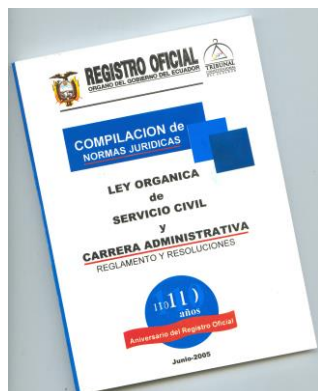 REGISTRO OFICIAL
ORGANO DEL GOBIERNO DEL ECUADOR
TRIBUNAL
COMPILACION de
NORMAS JURIDICAS
LEY ORGANICA
de
SERVICIO CIVIL
y
CARRERA ADMINISTRATIVA
REGLAMENTO Y RESOLUCIONES
110
años
Aniversario del Registro Oficial
Junio-2005